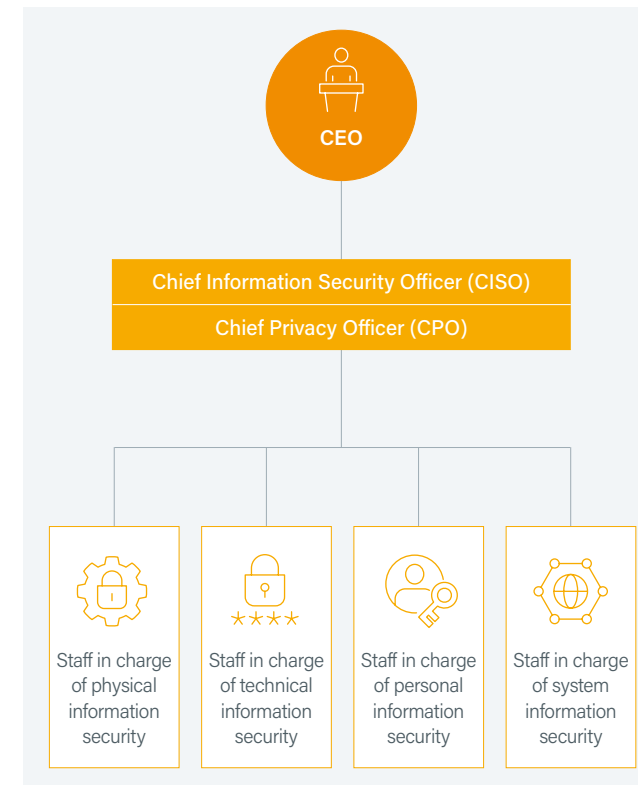 CEO
Chief Information Security Officer (CISO)
Chief Privacy Officer (CPO)
Staff in charge
of physical
information
security
Staff in charge
of technical
information
security
Staff in charge
of personal
information
security
Staff in charge
of system
information
security